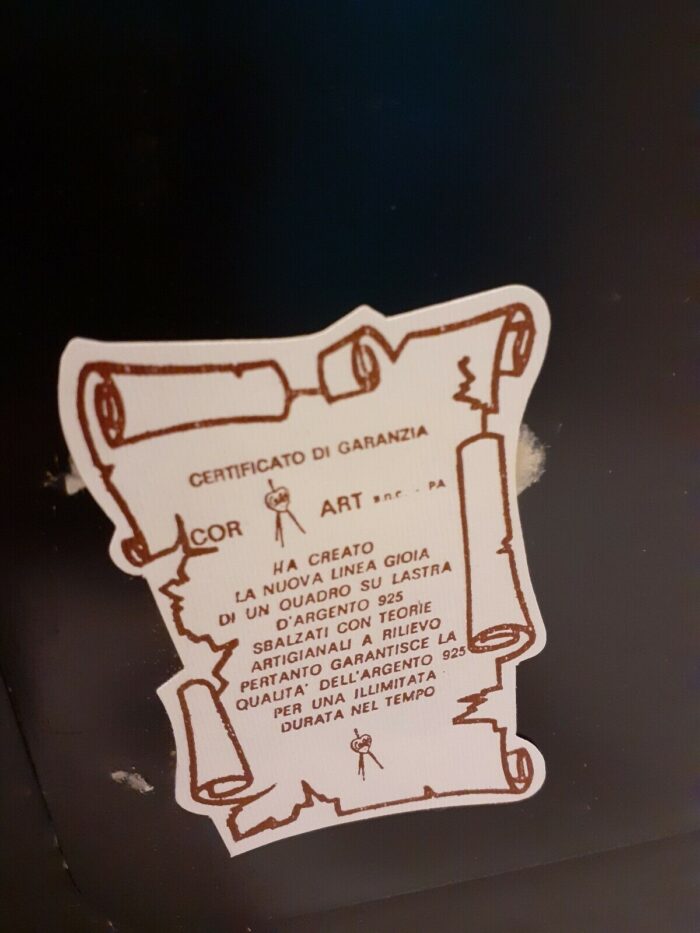 CERTIFICATO DI GARANZIA
COR ART s.n.c. - PA
HA CREATO
LA NUOVA LINEA GIOIA
DI UN QUADRO SU LASTRA
D'ARGENTO 925
SBALZATI CON TEORIE
ARTIGIANALI A RILIEVO
PERTANTO GARANTISCE LA
QUALITA' DELL'ARGENTO 925
PER UNA ILLIMITATA
DURATA NEL TEMPO